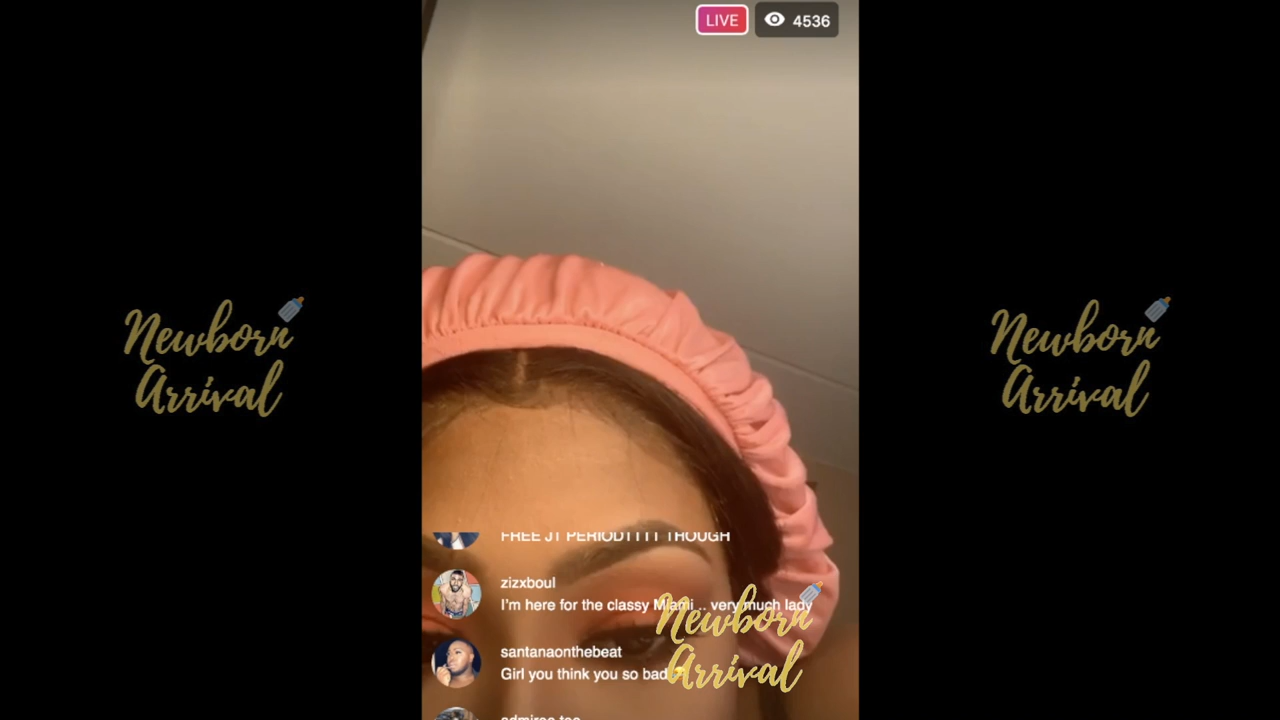 LIVE
4536
Newborn
Arrival
Newborn
Arrival
FREE JT PERIODTTTT THOUGH
zizxboul
I'm here for the classy Miami .. very much lady
santanaonthebeat
Girl you think you so bad
Newborn
Arrival